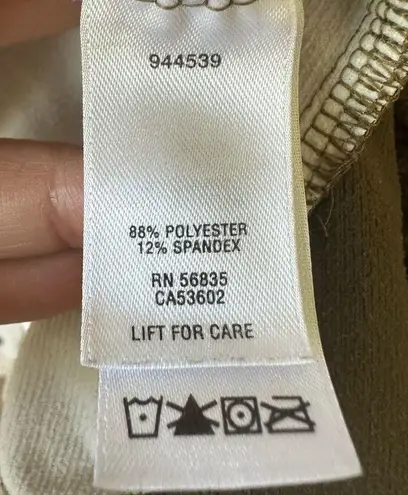 944539
88% POLYESTER
12% SPANDEX
RN 56835
CA53602
LIFT FOR CARE